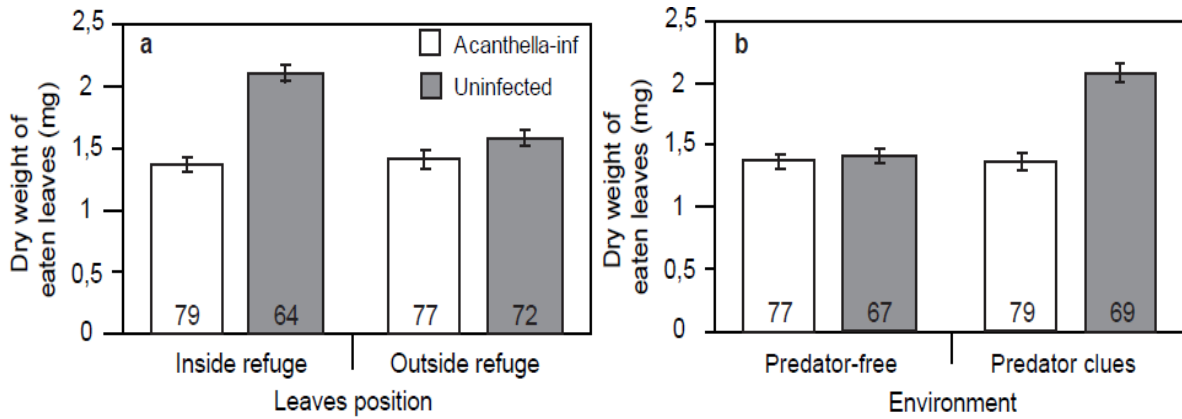 a
Acanthella-inf
Uninfected
Dry weight of
eaten leaves (mg)
2,5
2
1,5
1
0,5
0
79
64
77
72
Inside refuge
Outside refuge
Leaves position
b
Dry weight of
eaten leaves (mg)
2,5
2
1,5
1
0,5
0
77
67
79
69
Predator-free
Predator clues
Environment